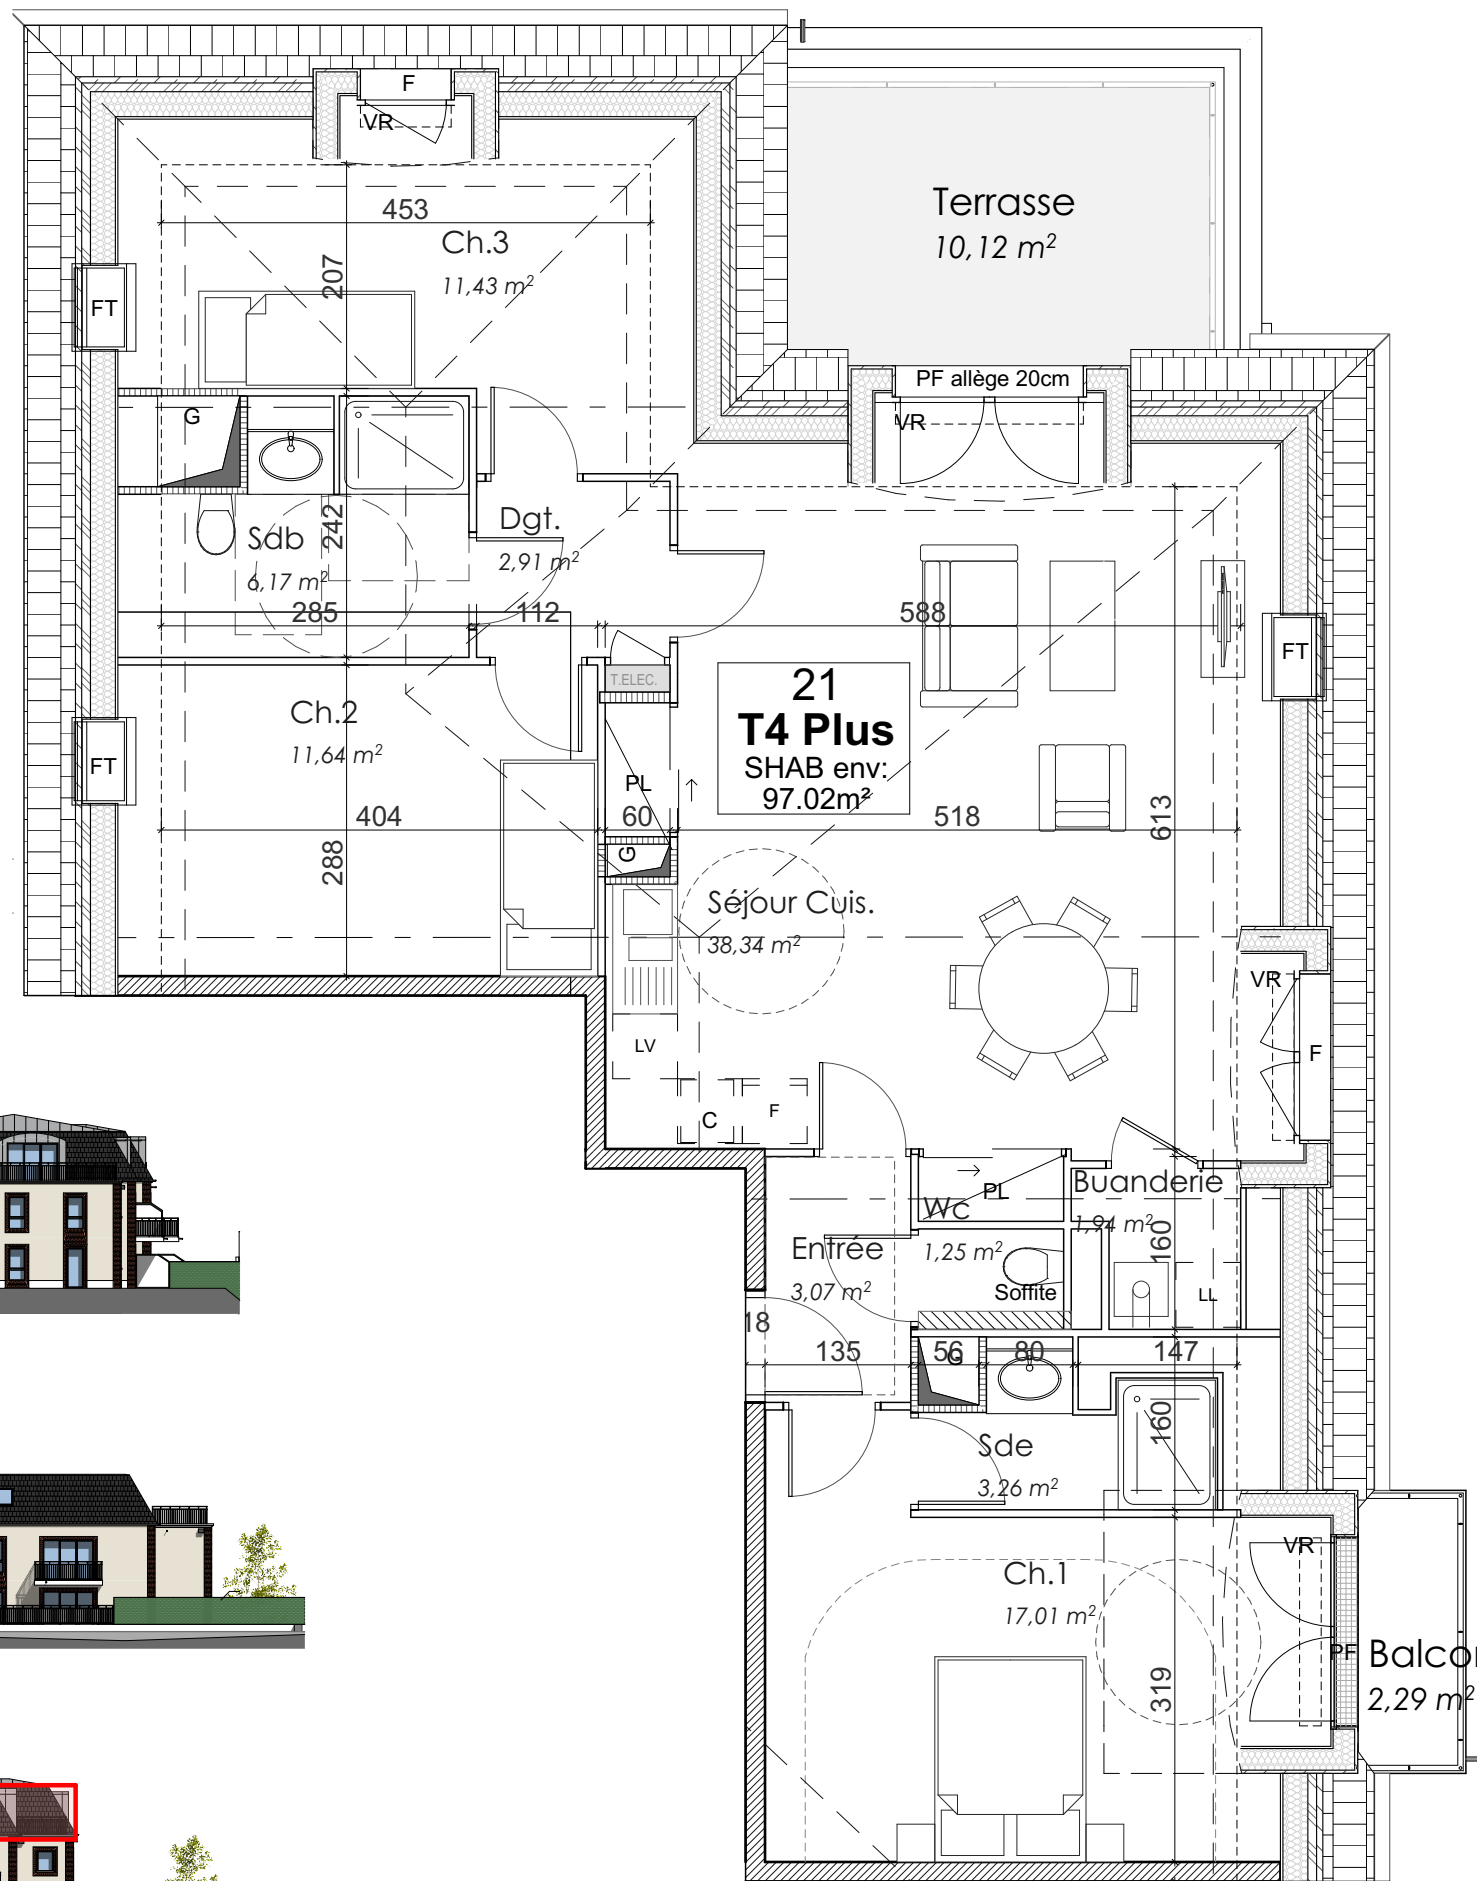 F
VR
Terrasse
10,12 m²
453
Ch.3
11,43 m²
207
FT
PF allège 20cm
VR
G
Sdb
6,17 m²
242
Dgt.
2,91 m²
285
112
588
T.ELEC.
21
T4 Plus
SHAB env:
97.02m²
FT
Ch.2
11,64 m²
FT
PL
404
60
518
613
288
G
Séjour Cuis.
38,34 m²
VR
LV
F
C
F
PL
Buanderie
1,94 m²
Wc
1,25 m²
160
Entrée
3,07 m²
Soffite
LL
18
135
56
G
80
147
160
Sde
3,26 m²
VR
Ch.1
17,01 m²
319
PF
2,29 m²